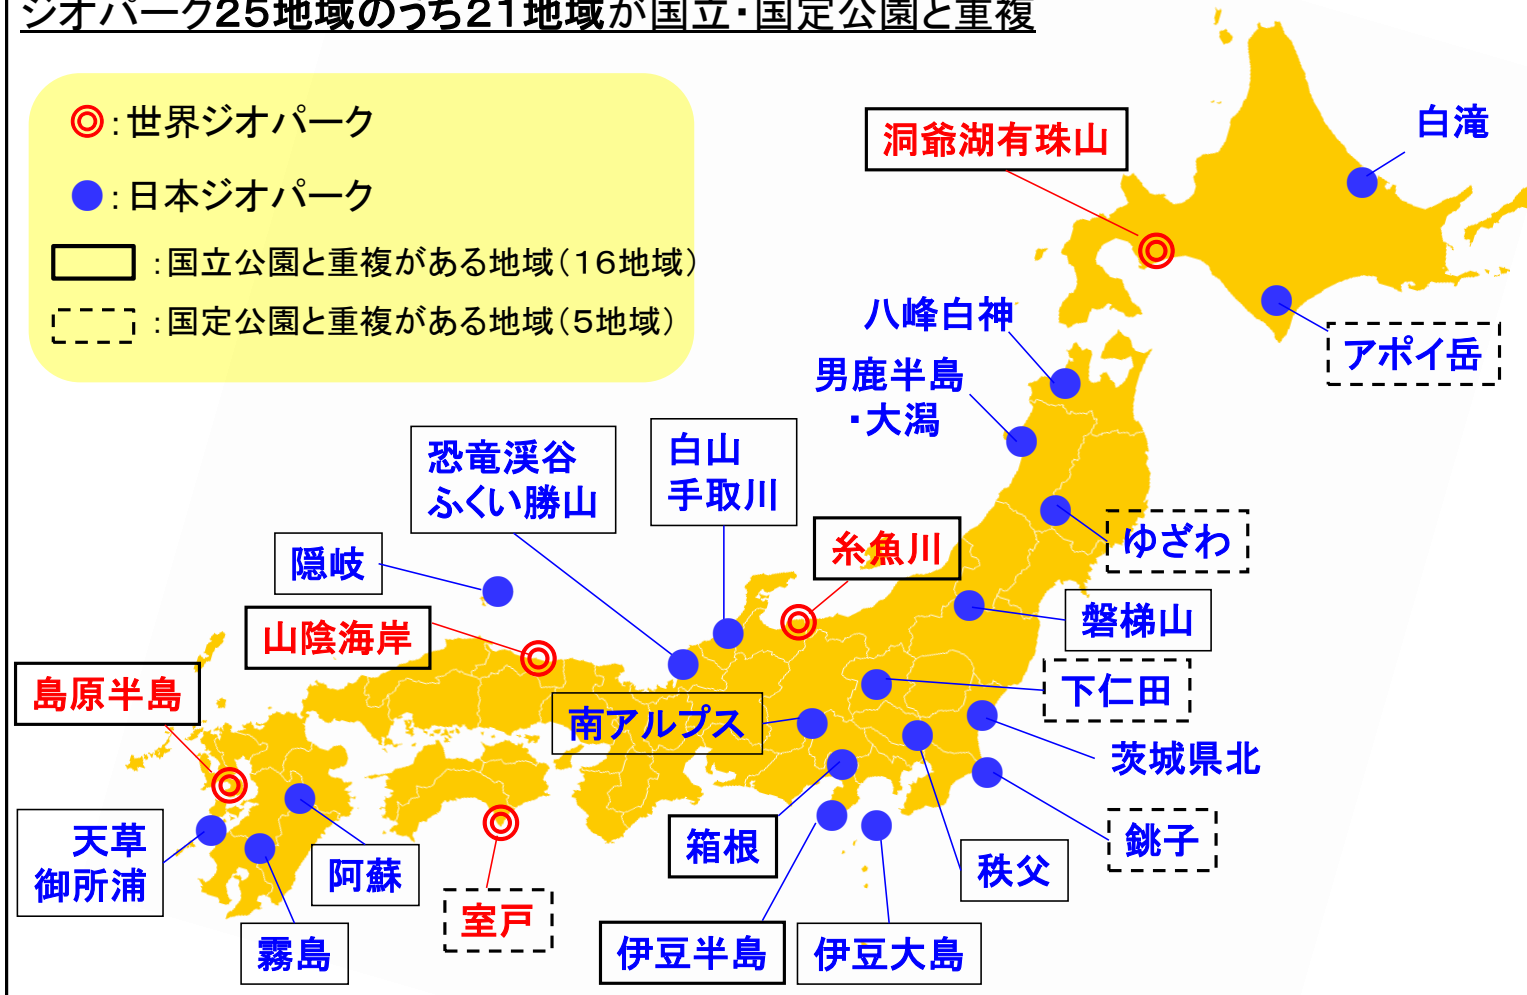 ジオパーク25地域のうち21地域が国立・国定公園と重複
◎：世界ジオパーク
●：日本ジオパーク
：国立公園と重複がある地域（16地域）
：国定公園と重複がある地域（5地域）
洞爺湖有珠山
白滝
アポイ岳
八峰白神
男鹿半島
・大潟
恐竜渓谷
ふくい勝山
白山
手取川
糸魚川
ゆざわ
隠岐
磐梯山
山陰海岸
下仁田
島原半島
南アルプス
茨城県北
天草
御所浦
阿蘇
箱根
銚子
秩父
室戸
霧島
伊豆半島
伊豆大島